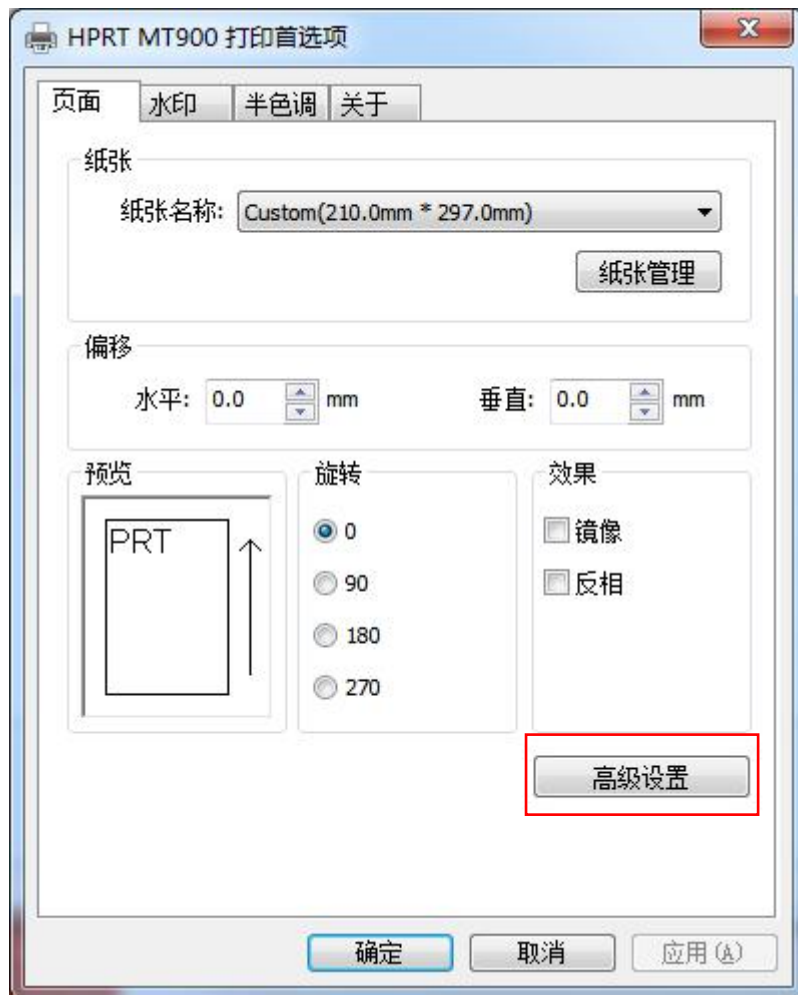 HPRT MT900 打印首选项
页面 水印 半色调 关于
纸张
纸张名称: Custom(210.0mm * 297.0mm)
纸张管理
偏移
水平: 0.0 mm 垂直: 0.0 mm
预览 旋转 效果
PRT
0 镜像
90 反相
180
270
高级设置
确定 取消 应用(A)